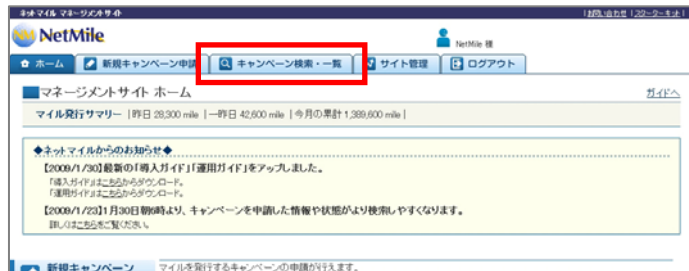 ネットマイル マネージメントサイト
|お問い合わせ|
NetMile
NetMile 様
ホーム
新規キャンペーン申請
キャンペーン検索・一覧
サイト管理
ログアウト
マネージメントサイト ホーム
ガイドへ
マイル発行サマリー |昨日 28,300 mile |一昨日 42,600 mile |今月の累計 1,389,600 mile |
◆ネットマイルからのお知らせ◆
【2009/1/30】最新の「導入ガイド」「運用ガイド」をアップしました。
「導入ガイド」はこちらからダウンロード。
「運用ガイド」はこちらからダウンロード。
【2009/1/23】1月30日朝6時より、キャンペーンを申請した情報や状態がより検索しやすくなります。
詳しくはこちらをご覧ください。
新規キャンペーン
マイルを発行するキャンペーンの申請が行えます。